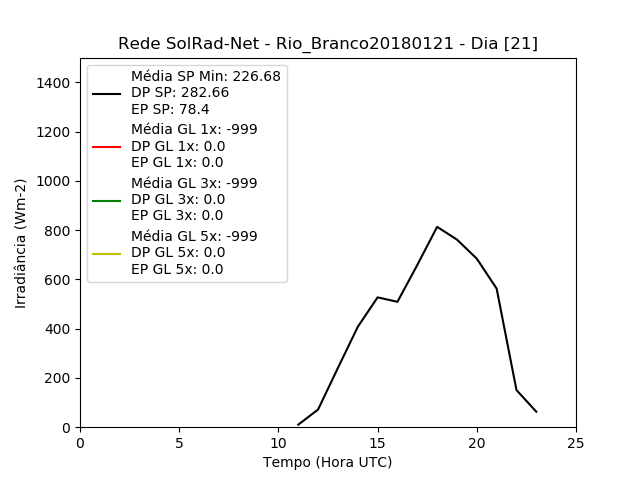 Rede SolRad-Net - Rio_Branco20180121 - Dia [21]
Média SP Min: 226.68
DP SP: 282.66
EP SP: 78.4
Média GL 1x: -999
DP GL 1x: 0.0
EP GL 1x: 0.0
Média GL 3x: -999
DP GL 3x: 0.0
EP GL 3x: 0.0
Média GL 5x: -999
DP GL 5x: 0.0
EP GL 5x: 0.0
Irradiância (Wm-2)
1400
1200
1000
800
600
400
200
0
0 5 10 15 20 25
Tempo (Hora UTC)